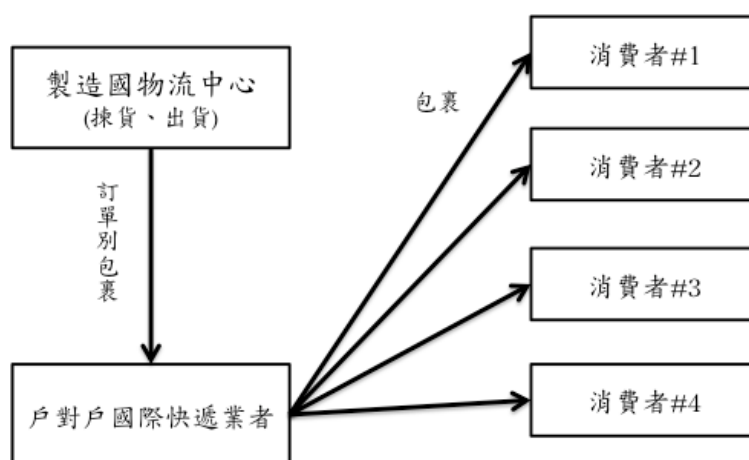 製造國物流中心
(揀貨、出貨)
訂單別包裹
戶對戶國際快遞業者
包裹
消費者#1
消費者#2
消費者#3
消費者#4